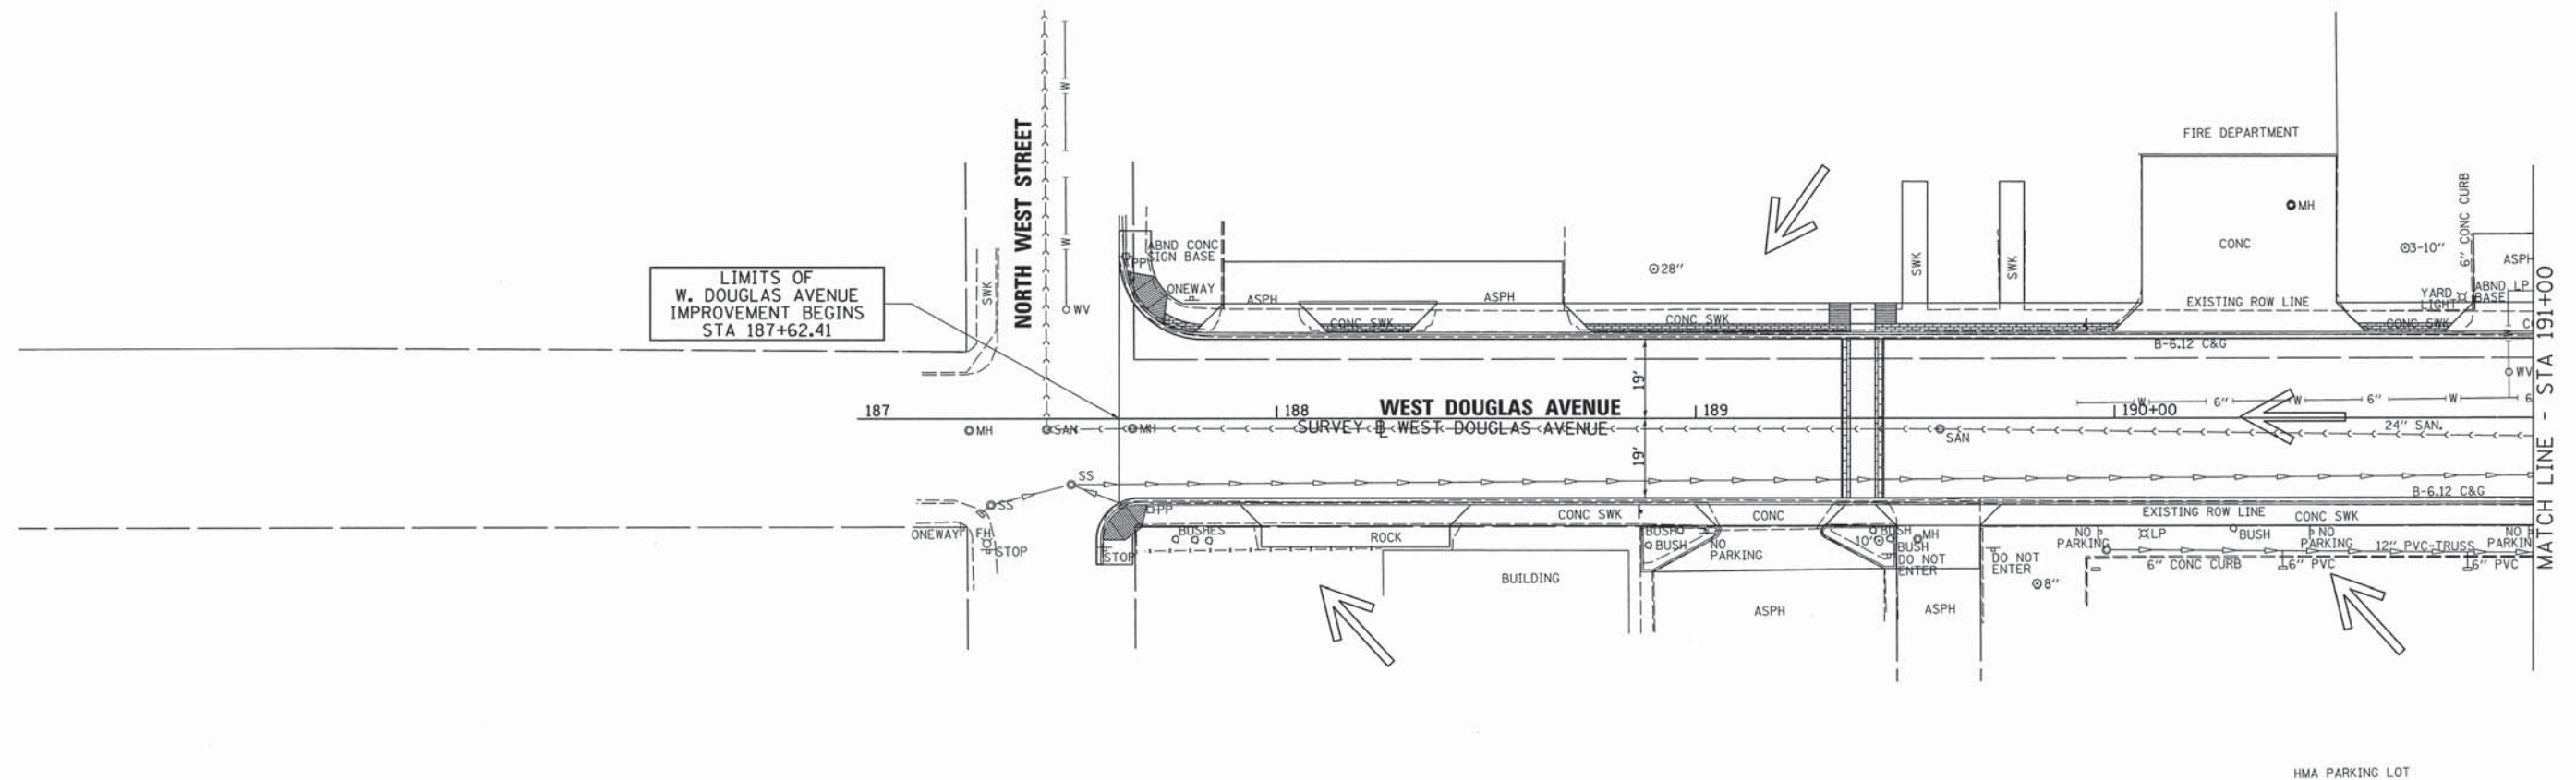 FIRE DEPARTMENT
NORTH WEST STREET
W
W
6" CONC CURB
MH
ABND CONC
SIGN BASE
PP
CONC
3-10"
LIMITS OF
W. DOUGLAS AVENUE
IMPROVEMENT BEGINS
STA 187+62.41
SWK
28"
SWK
SWK
ASPH
ONEWAY
ASPH
ASPH
YARD
LIGHT
ABND LP
BASE
WV
EXISTING ROW LINE
CONC SWK
CONC SWK
CONC SWK
W
B-6.12 C&G
WV
MATCH LINE - STA 191+00
19'
187
188
WEST DOUGLAS AVENUE
189
190+00
W
6"
W
6"
W
6
MH
SAN
MH
SURVEY B WEST DOUGLAS AVENUE
SAN
24" SAN.
19'
SS
SS
B-6.12 C&G
PP
CONC SWK
CONC
EXISTING ROW LINE
CONC SWK
ONEWAY
FH
STOP
STOP
BUSHES
ROCK
BUSH
BUSH
NO
PARKING
10"
BUSH
BUSH
MH
DO NOT
ENTER
DO NOT
ENTER
NO
PARKING
LP
BUSH
NO
PARKING
12" PVC-TRUSS
NO
PARKIN
6" CONC CURB
6" PVC
6" PVC
BUILDING
8"
ASPH
ASPH
HMA PARKING LOT